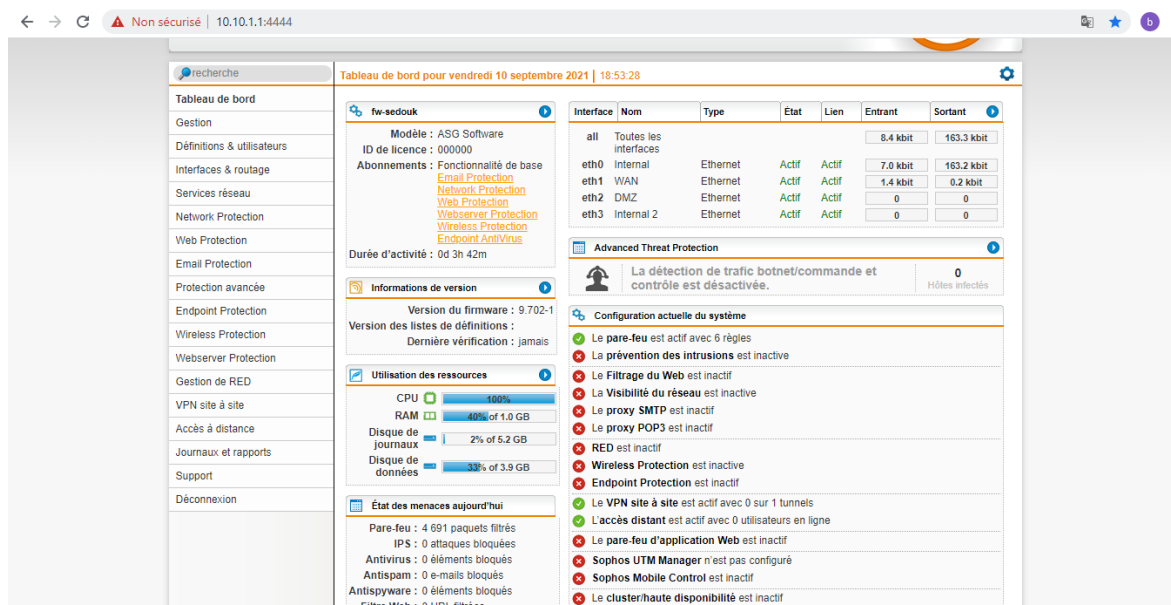 Non sécurisé | 10.10.1.1:4444
b
recherche
Tableau de bord
Gestion
Définitions & utilisateurs
Interfaces & routage
Services réseau
Network Protection
Web Protection
Email Protection
Protection avancée
Endpoint Protection
Wireless Protection
Webserver Protection
Gestion de RED
VPN site à site
Accès à distance
Journaux et rapports
Support
Déconnexion
Tableau de bord pour vendredi 10 septembre 2021 | 18:53:28
fw-sedouk
Modèle : ASG Software
ID de licence : 000000
Abonnements : Fonctionnalité de base
Email Protection
Network Protection
Web Protection
Webserver Protection
Wireless Protection
Endpoint AntiVirus
Durée d'activité : 0d 3h 42m
Informations de version
Version du firmware : 9.702-1
Version des listes de définitions :
Dernière vérification : jamais
Utilisation des ressources
CPU 100%
RAM 40% of 1.0 GB
Disque de
journaux 2% of 5.2 GB
Disque de
données 33% of 3.9 GB
État des menaces aujourd'hui
Pare-feu : 4 691 paquets filtrés
IPS : 0 attaques bloquées
Antivirus : 0 éléments bloqués
Antispam : 0 e-mails bloqués
Antispyware : 0 éléments bloqués
Filtre Web : 0 URL filtrées
Interface Nom Type État Lien Entrant Sortant
all Toutes les 8.4 kbit 163.3 kbit
interfaces
eth0 Internal Ethernet Actif Actif 7.0 kbit 163.2 kbit
eth1 WAN Ethernet Actif Actif 1.4 kbit 0.2 kbit
eth2 DMZ Ethernet Actif Actif 0 0
eth3 Internal 2 Ethernet Actif Actif 0 0
Advanced Threat Protection
La détection de trafic botnet/commande et
contrôle est désactivée.
0
Hôtes infectés
Configuration actuelle du système
Le pare-feu est actif avec 6 règles
La prévention des intrusions est inactive
Le Filtrage du Web est inactif
La Visibilité du réseau est inactive
Le proxy SMTP est inactif
Le proxy POP3 est inactif
RED est inactif
Wireless Protection est inactive
Endpoint Protection est inactif
Le VPN site à site est actif avec 0 sur 1 tunnels
L'accès distant est actif avec 0 utilisateurs en ligne
Le pare-feu d'application Web est inactif
Sophos UTM Manager n'est pas configuré
Sophos Mobile Control est inactif
Le cluster/haute disponibilité est inactif